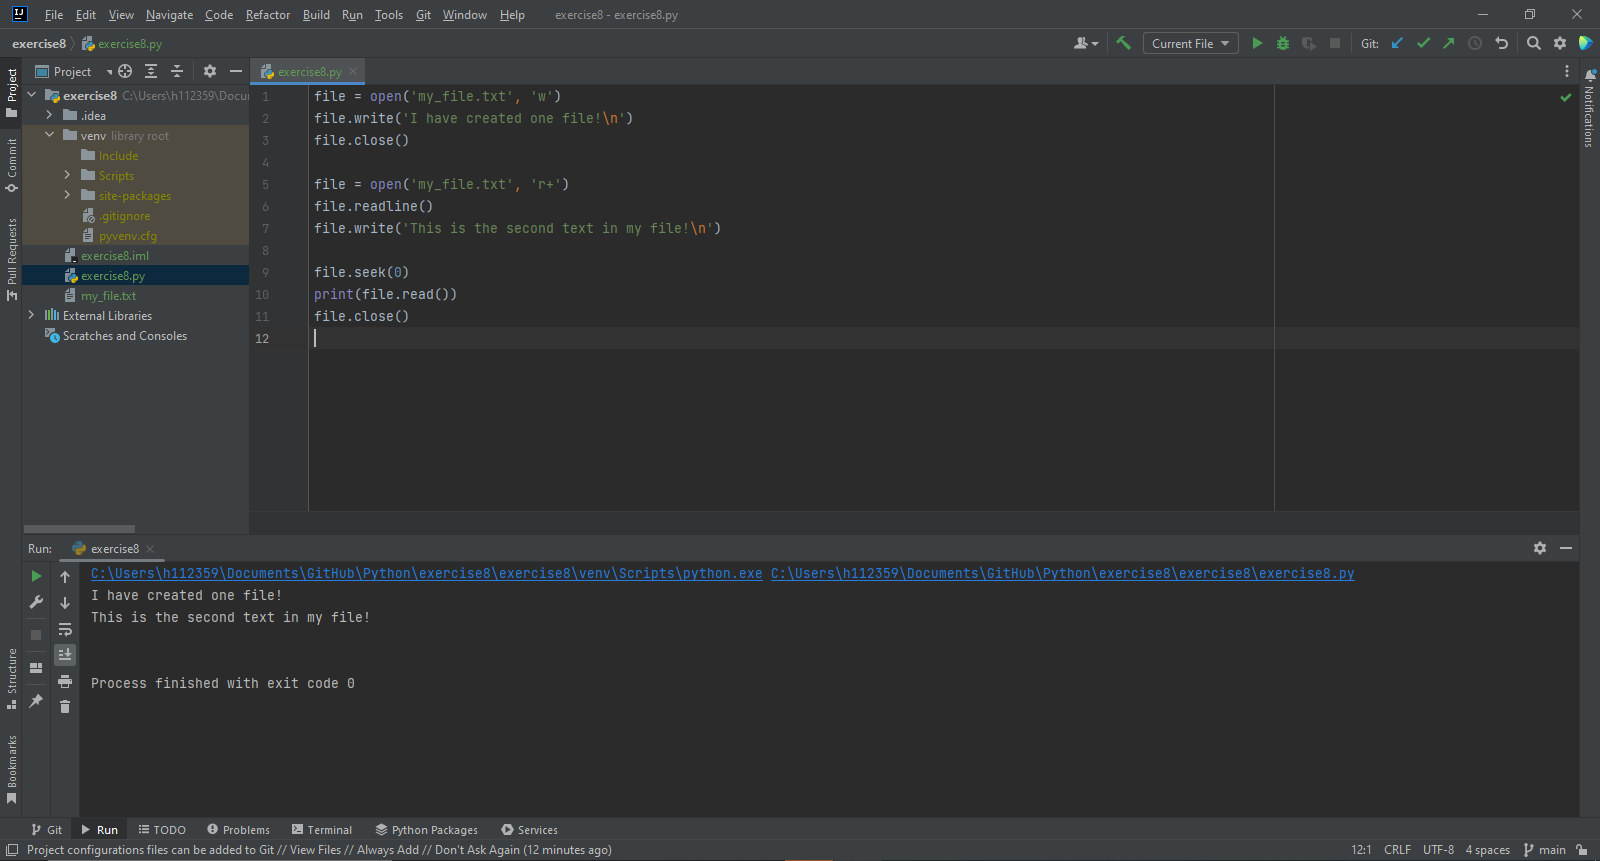 IJ File Edit View Navigate Code Refactor Build Run Tools Git Window Help exercise8 - exercise8.py
exercise8 exercise8.py Current File Git:
Project
exercise8 C:\Users\h112359\Docu
.idea
venv library root
Include
Scripts
site-packages
.gitignore
pyvenv.cfg
exercise8.iml
exercise8.py
my_file.txt
External Libraries
Scratches and Consoles
Project
Commit
Pull Requests
Structure
Bookmarks
exercise8.py
1 file = open('my_file.txt', 'w')
2 file.write('I have created one file!\n')
3 file.close()
4
5 file = open('my_file.txt', 'r+')
6 file.readline()
7 file.write('This is the second text in my file!\n')
8
9 file.seek(0)
10 print(file.read())
11 file.close()
12
Notifications
Run: exercise8
C:\Users\h112359\Documents\GitHub\Python\exercise8\exercise8\venv\Scripts\python.exe C:\Users\h112359\Documents\GitHub\Python\exercise8\exercise8\exercise8.py
I have created one file!
This is the second text in my file!
Process finished with exit code 0
Git Run TODO Problems Terminal Python Packages Services
Project configurations files can be added to Git // View Files // Always Add // Don't Ask Again (12 minutes ago) 12:1 CRLF UTF-8 4 spaces main